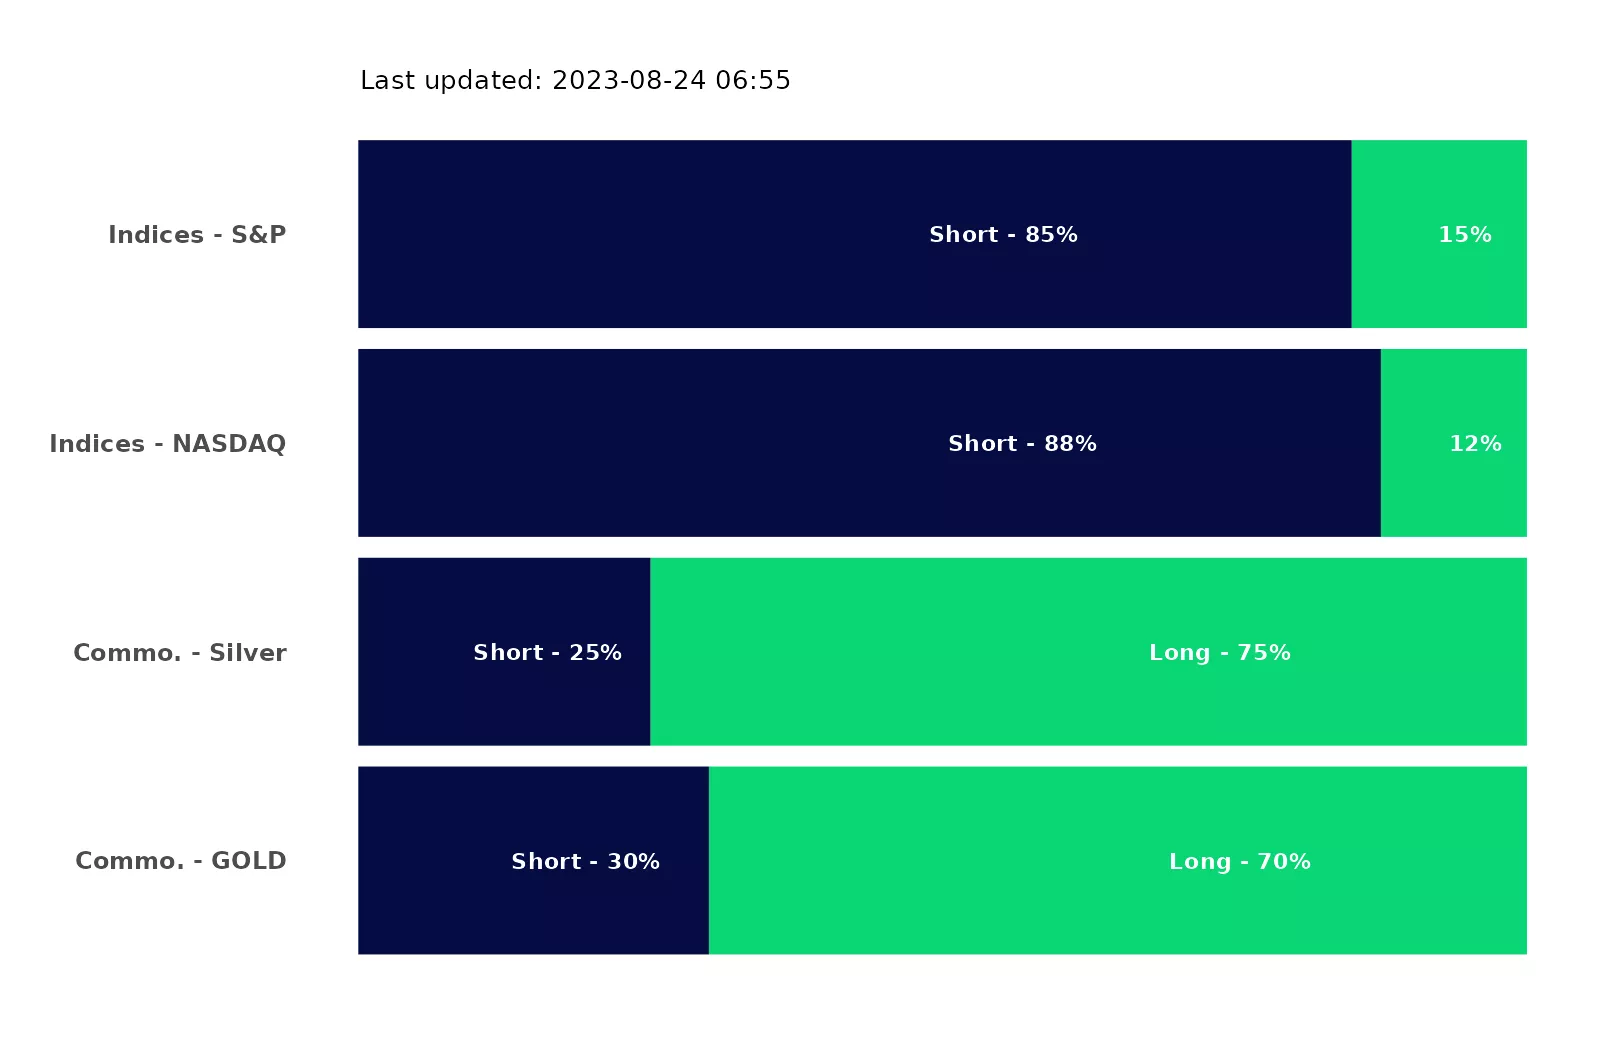 Last updated: 2023-08-24 06:55
Indices - S&P Short - 85% 15%
Indices - NASDAQ Short - 88% 12%
Commo. - Silver Short - 25% Long - 75%
Commo. - GOLD Short - 30% Long - 70%